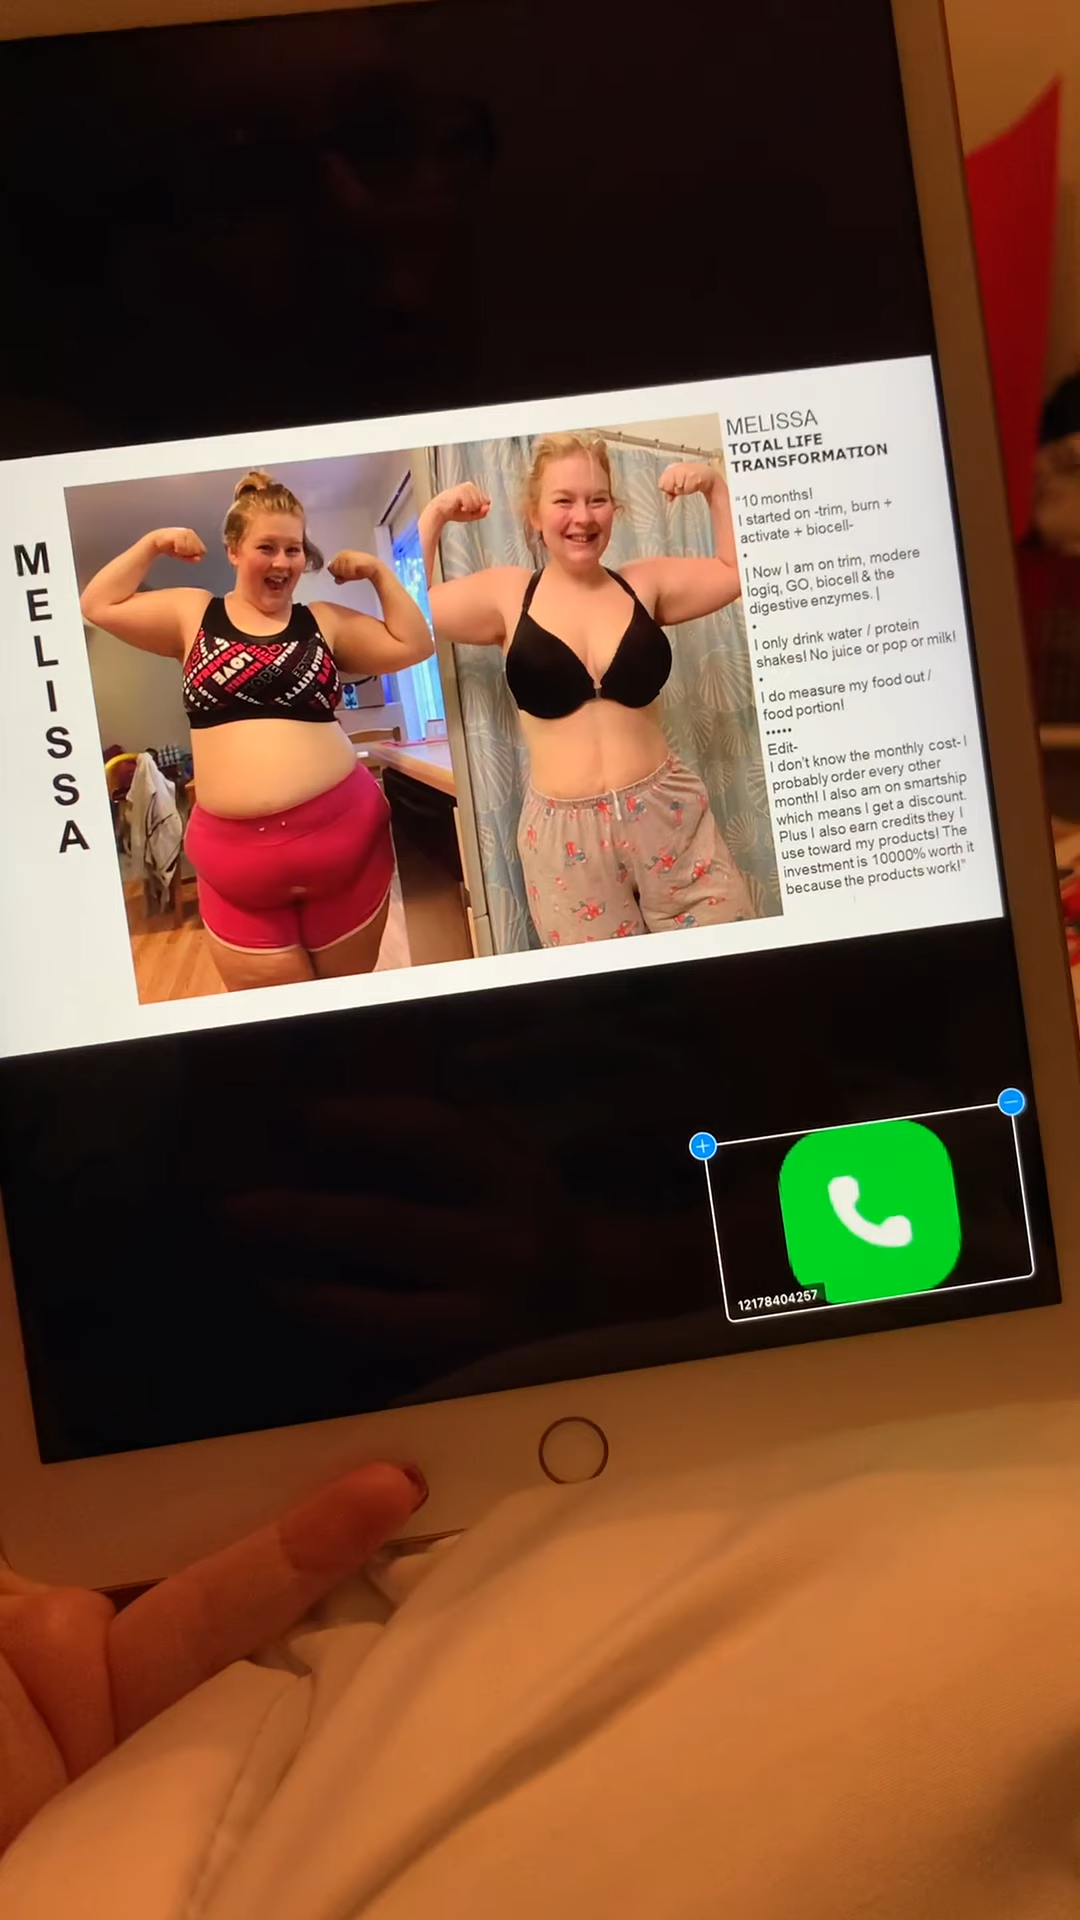 MELISSA
MELISSA
TOTAL LIFE
TRANSFORMATION
"10 months!
I started on -trim, burn +
activate + biocell-
•
| Now I am on trim, modere
logiq, GO, biocell & the
digestive enzymes. |
•
I only drink water / protein
shakes! No juice or pop or milk!
•
I do measure my food out /
food portion!
•••••
Edit-
I don't know the monthly cost- I
probably order every other
month! I also am on smartship
which means I get a discount.
Plus I also earn credits they I
use toward my products! The
investment is 10000% worth it
because the products work!"
LOVE
HOPE
12178404257